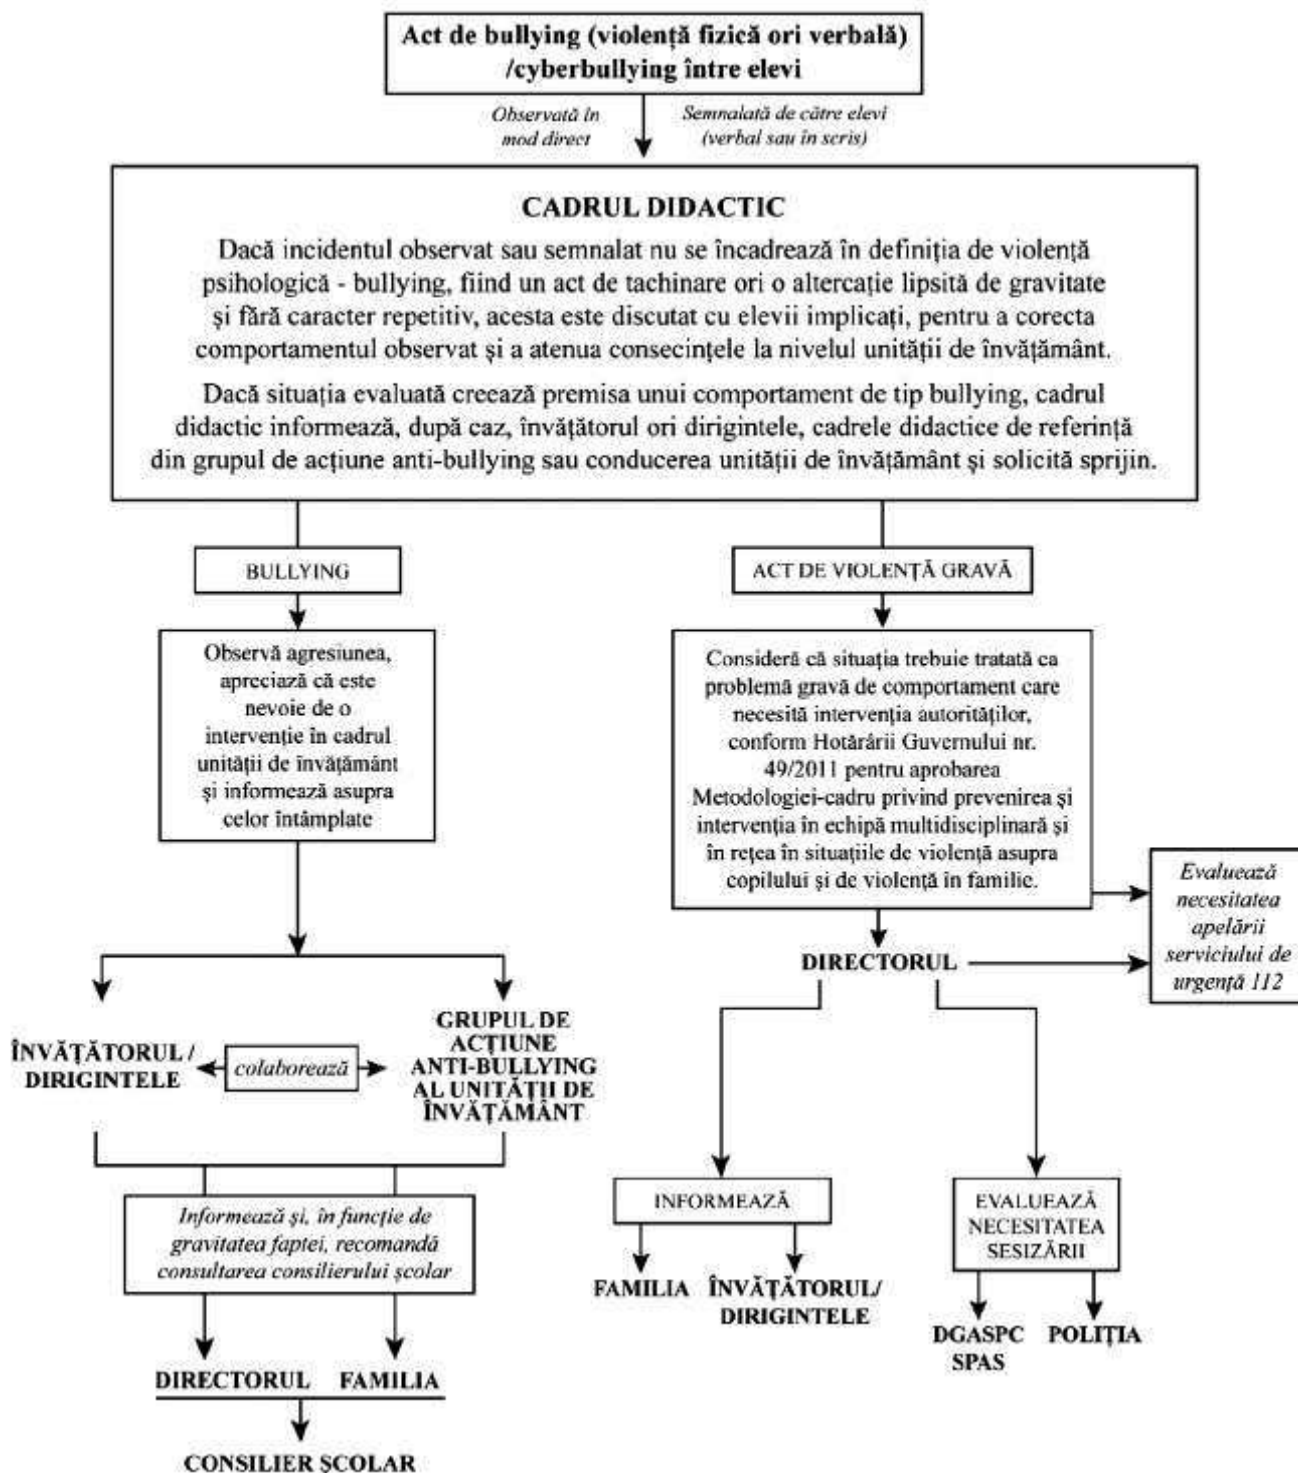 Act de bullying (violență fizică ori verbală)
/cyberbullying între elevi
Observată în
mod direct
Semnalată de către elevi
(verbal sau în scris)
CADRUL DIDACTIC
Dacă incidentul observat sau semnalat nu se încadrează în definiția de violență
psihologică - bullying, fiind un act de tachinare ori o altercație lipsită de gravitate
și fără caracter repetitiv, acesta este discutat cu elevii implicați, pentru a corecta
comportamentul observat și a atenua consecințele la nivelul unității de învățământ.
Dacă situația evaluată creează premisa unui comportament de tip bullying, cadrul
didactic informează, după caz, învățătorul ori dirigintele, cadrele didactice de referință
din grupul de acțiune anti-bullying sau conducerea unității de învățământ și solicită sprijin.
BULLYING
Observă agresiunea,
apreciază că este
nevoie de o
intervenție în cadrul
unității de învățământ
și informează asupra
celor întâmplate
ÎNVĂȚĂTORUL /
DIRIGINTELE
colaborează
GRUPUL DE
ACȚIUNE
ANTI-BULLYING
AL UNITĂȚII DE
ÎNVĂȚĂMÂNT
Informează și, în funcție de
gravitatea faptei, recomandă
consultarea consilierului școlar
DIRECTORUL
FAMILIA
CONSILIER ȘCOLAR
ACT DE VIOLENȚĂ GRAVĂ
Consideră că situația trebuie tratată ca
problemă gravă de comportament care
necesită intervenția autorităților,
conform Hotărârii Guvernului nr.
49/2011 pentru aprobarea
Metodologiei-cadru privind prevenirea și
intervenția în echipă multidisciplinară și
în rețea în situațiile de violență asupra
copilului și de violență în familie.
Evaluează
necesitatea
apelării
serviciului de
urgență 112
DIRECTORUL
INFORMEAZĂ
FAMILIA
ÎNVĂȚĂTORUL/
DIRIGINTELE
EVALUEAZĂ
NECESITATEA
SESIZĂRII
DGASPC
SPAS
POLIȚIA